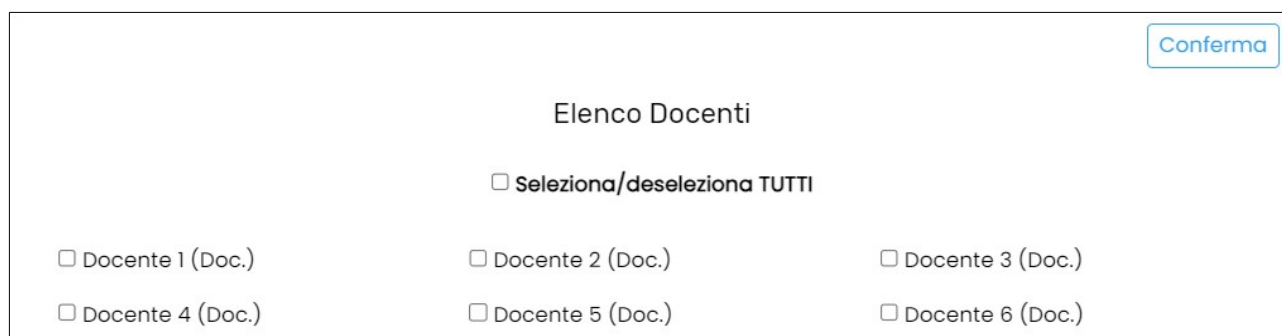 Conferma
Elenco Docenti
Seleziona/deseleziona TUTTI
Docente 1 (Doc.) Docente 2 (Doc.) Docente 3 (Doc.)
Docente 4 (Doc.) Docente 5 (Doc.) Docente 6 (Doc.)